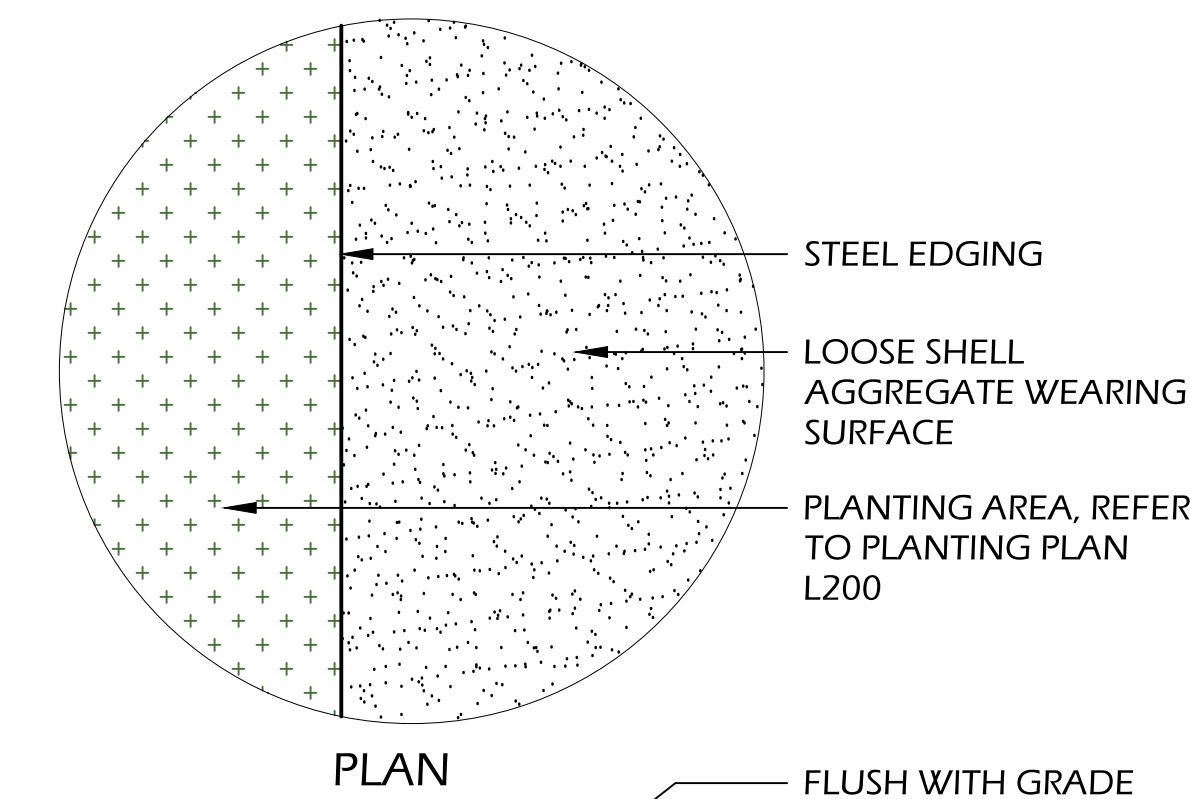 STEEL EDGING
LOOSE SHELL
AGGREGATE WEARING
SURFACE
PLANTING AREA, REFER
TO PLANTING PLAN
L200
PLAN
FLUSH WITH GRADE